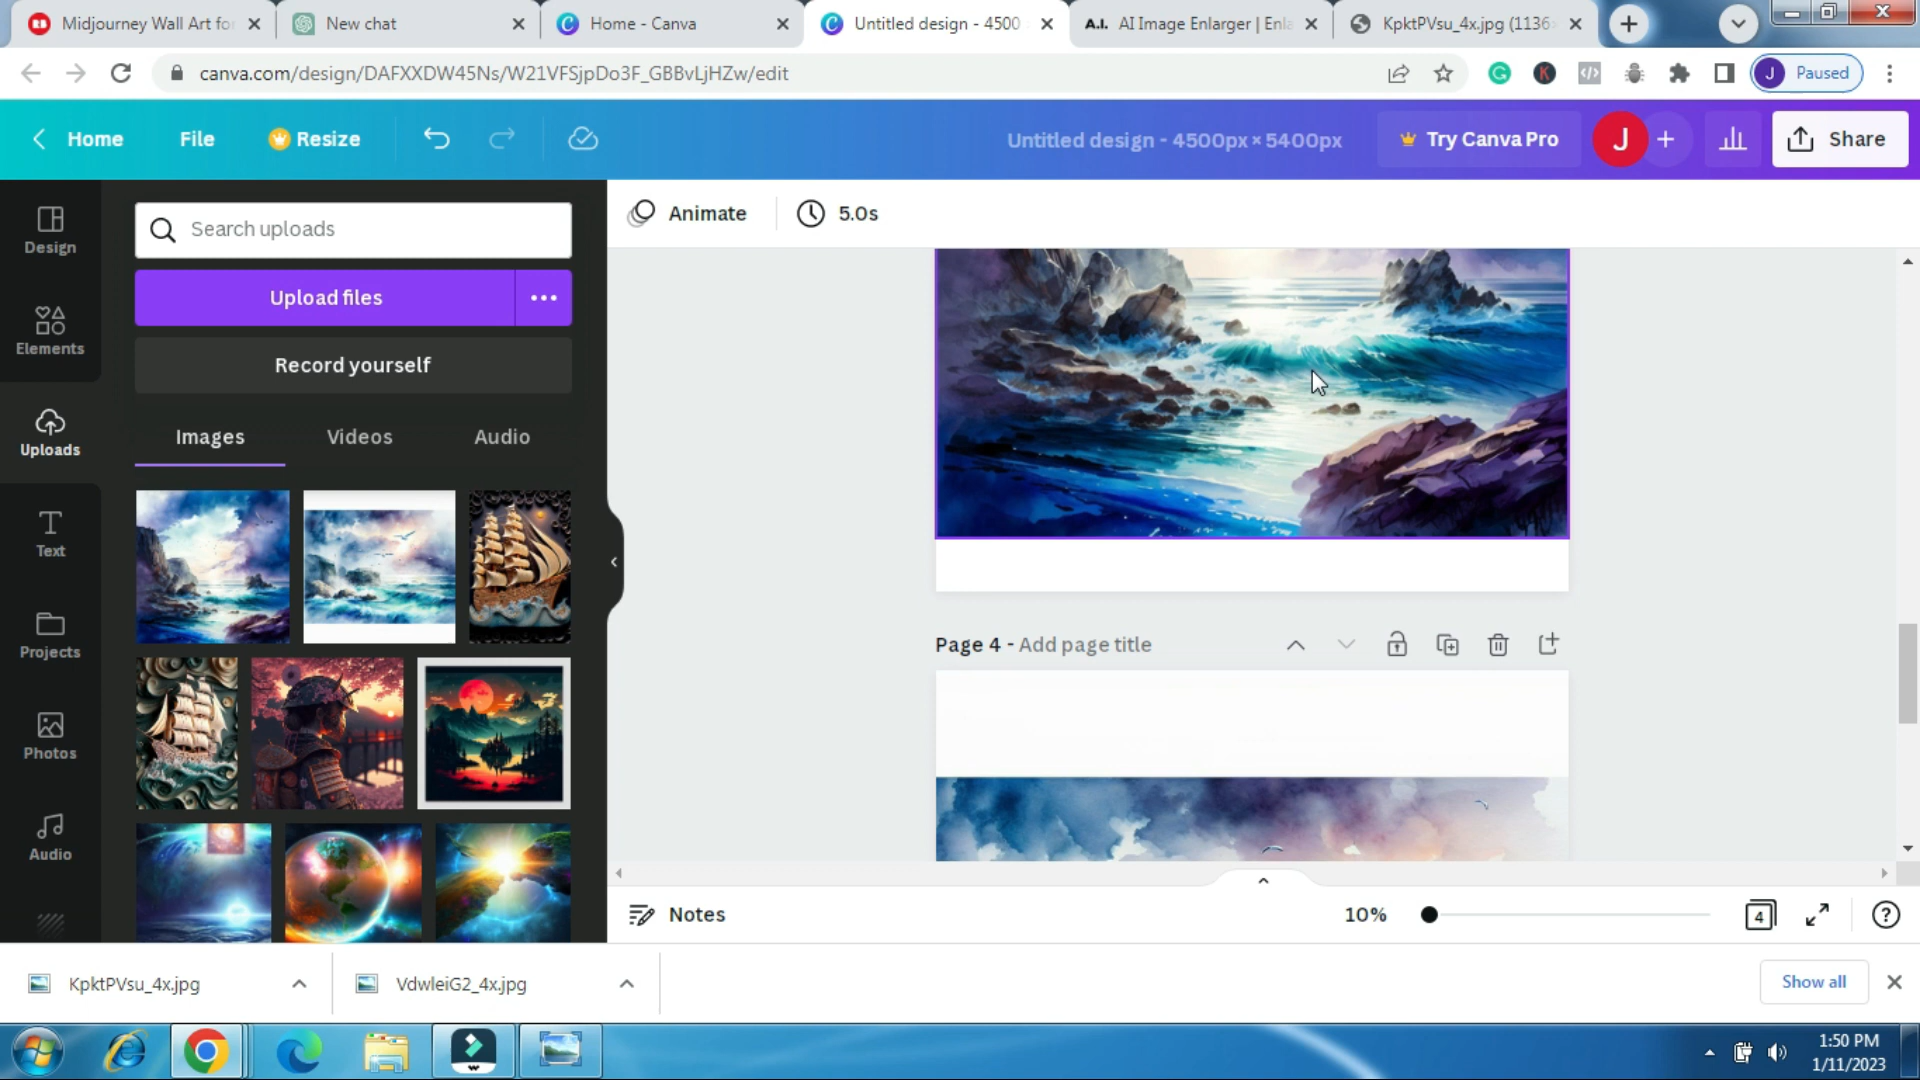 Midjourney Wall Art fo
New chat
Home - Canva
Untitled design - 4500
A.I. AI Image Enlarger | Enla
KpktPVsu_4x.jpg (1136×
canva.com/design/DAFXXDW45Ns/W21VFSjpDo3F_GBBvLjHZw/edit
J Paused
Home
File
Resize
Untitled design - 4500px × 5400px
Try Canva Pro
J
Share
Design
Elements
Uploads
Text
Projects
Photos
Audio
Search uploads
Upload files
Record yourself
Images
Videos
Audio
Animate
5.0s
Page 4 - Add page title
Notes
10%
4
KpktPVsu_4x.jpg
VdwleiG2_4x.jpg
Show all
1:50 PM
1/11/2023